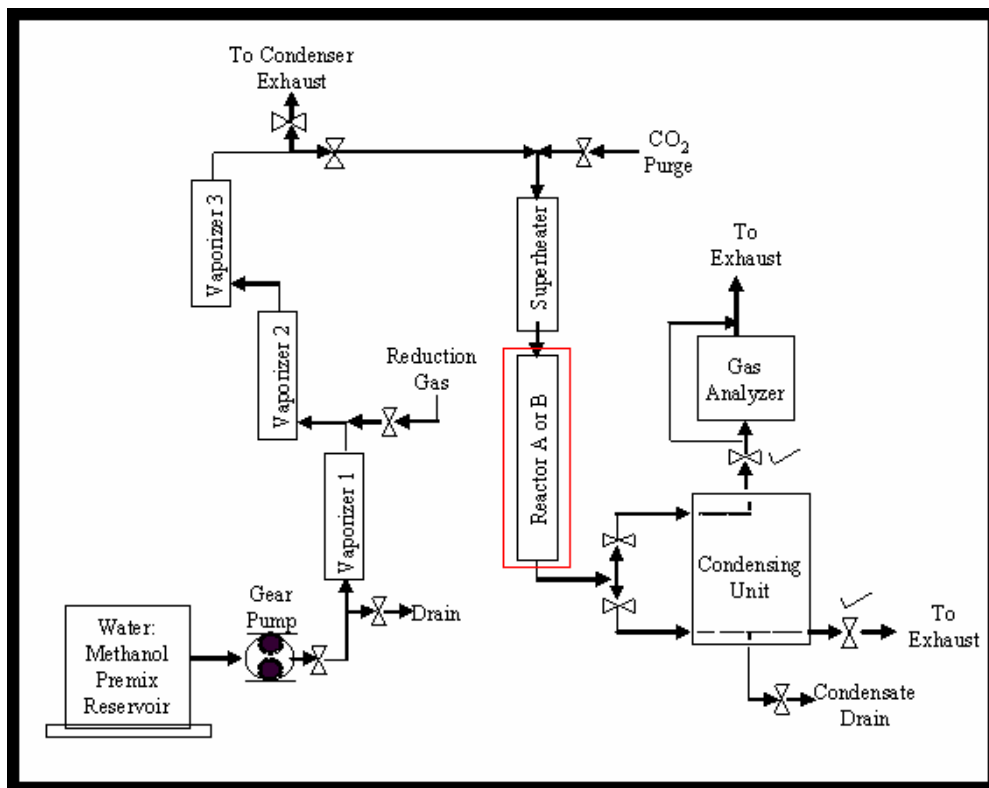 To Condenser
Exhaust
CO2
Purge
Vaporizer 3
Superheater
To
Exhaust
Vaporizer 2
Reduction
Gas
Gas
Analyzer
Reactor A or B
Vaporizer 1
Condensing
Unit
Gear
Pump
Drain
To
Exhaust
Water:
Methanol
Premix
Reservoir
Condensate
Drain